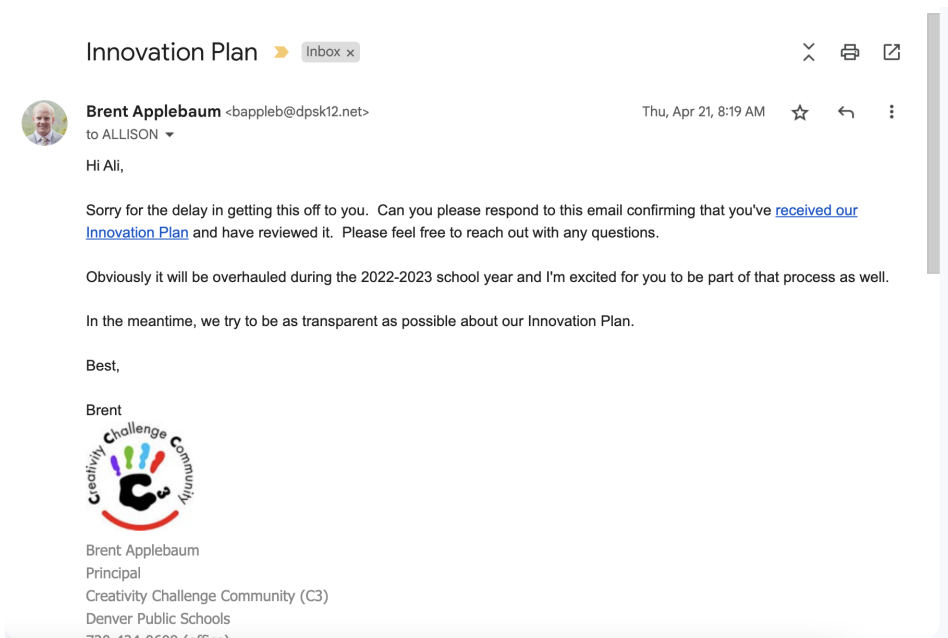 Innovation Plan Inbox ×
Brent Applebaum <bappleb@dpsk12.net> Thu, Apr 21, 8:19 AM
to ALLISON
Hi Ali,
Sorry for the delay in getting this off to you.  Can you please respond to this email confirming that you've received our
Innovation Plan and have reviewed it.  Please feel free to reach out with any questions.
Obviously it will be overhauled during the 2022-2023 school year and I'm excited for you to be part of that process as well.
In the meantime, we try to be as transparent as possible about our Innovation Plan.
Best,
Brent
Creativity Challenge Community
C3
Brent Applebaum
Principal
Creativity Challenge Community (C3)
Denver Public Schools